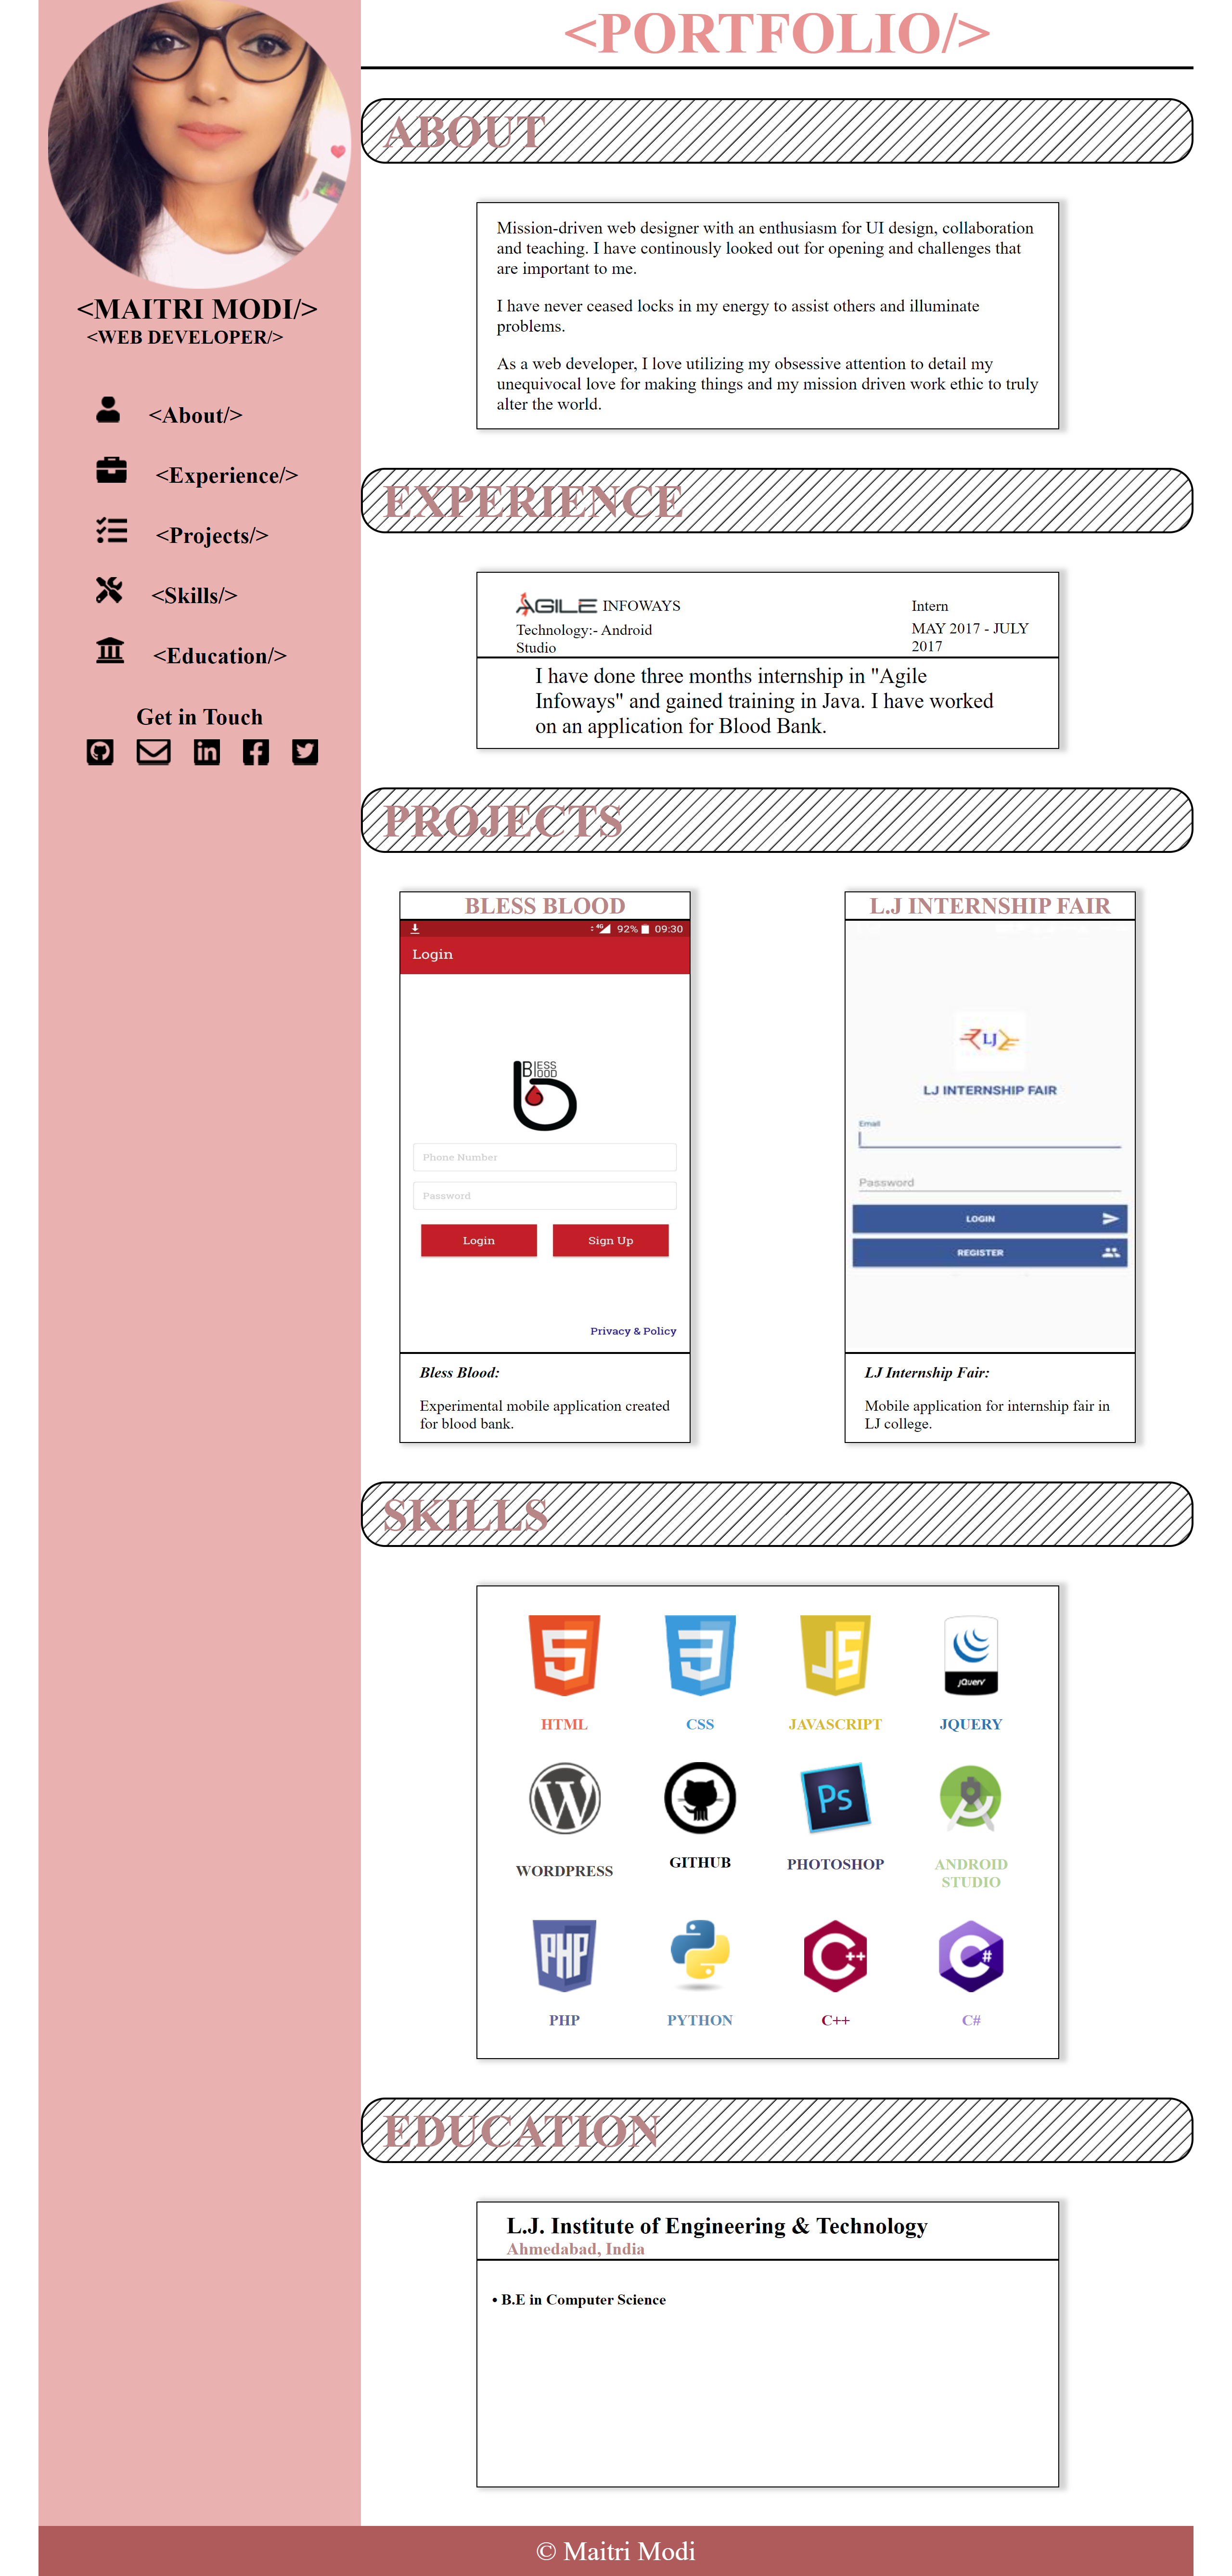 <PORTFOLIO/>
<MAITRI MODI/>
<WEB DEVELOPER/>
<About/>
<Experience/>
<Projects/>
<Skills/>
<Education/>
Get in Touch
ABOUT
Mission-driven web designer with an enthusiasm for UI design, collaboration
and teaching. I have continously looked out for opening and challenges that
are important to me.
I have never ceased locks in my energy to assist others and illuminate
problems.
As a web developer, I love utilizing my obsessive attention to detail my
unequivocal love for making things and my mission driven work ethic to truly
alter the world.
EXPERIENCE
AGILE INFOWAYS
Intern
Technology:- Android
Studio
MAY 2017 - JULY
2017
I have done three months internship in "Agile
Infoways" and gained training in Java. I have worked
on an application for Blood Bank.
PROJECTS
BLESS BLOOD
4G 92% 09:30
Login
Bless
Blood
Phone Number
Password
Login
Sign Up
Privacy & Policy
Bless Blood:
Experimental mobile application created
for blood bank.
L.J INTERNSHIP FAIR
LJ
LJ INTERNSHIP FAIR
Email
Password
LOGIN
REGISTER
LJ Internship Fair:
Mobile application for internship fair in
LJ college.
SKILLS
5
3
JS
jQuery
HTML
CSS
JAVASCRIPT
JQUERY
W
Ps
WORDPRESS
GITHUB
PHOTOSHOP
ANDROID
STUDIO
PHP
C++
C#
PHP
PYTHON
C++
C#
EDUCATION
L.J. Institute of Engineering & Technology
Ahmedabad, India
• B.E in Computer Science
© Maitri Modi